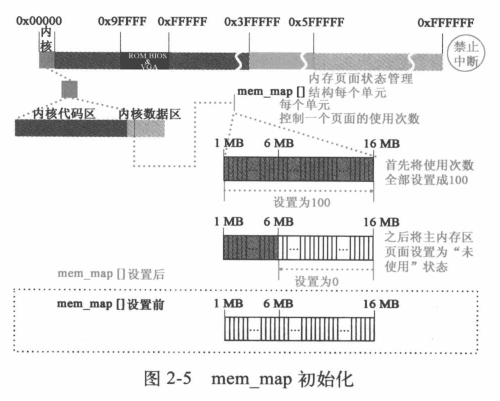 0x00000 0x9FFFF 0xFFFFF 0x3FFFFF 0x5FFFFF 0xFFFFFF
内核
ROM BIOS & VGA
禁止中断
内存页面状态管理
mem_map [] 结构每个单元
每个单元
控制一个页面的使用次数
内核代码区 内核数据区
1 MB 16 MB
首先将使用次数
全部设置成100
设置为100
1 MB 6 MB 16 MB
之后将主内存区
页面设置为“未
使用”状态
mem_map [] 设置后
设置为0
mem_map [] 设置前
1 MB 6 MB 16 MB
图 2-5 mem_map 初始化